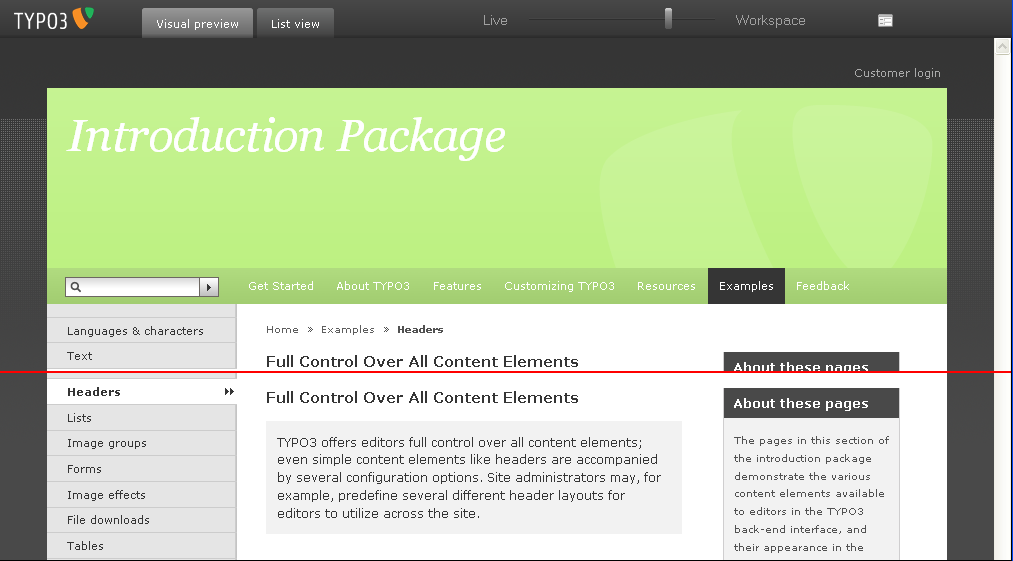 TYPO3
Visual preview
List view
Live
Workspace
Customer login
Introduction Package
Get Started
About TYPO3
Features
Customizing TYPO3
Resources
Examples
Feedback
Languages & characters
Text
Headers
Lists
Image groups
Forms
Image effects
File downloads
Tables
Home » Examples » Headers
Full Control Over All Content Elements
Full Control Over All Content Elements
TYPO3 offers editors full control over all content elements;
even simple content elements like headers are accompanied
by several configuration options. Site administrators may, for
example, predefine several different header layouts for
editors to utilize across the site.
About these pages
About these pages
The pages in this section of
the introduction package
demonstrate the various
content elements available
to editors in the TYPO3
back-end interface, and
their appearance in the